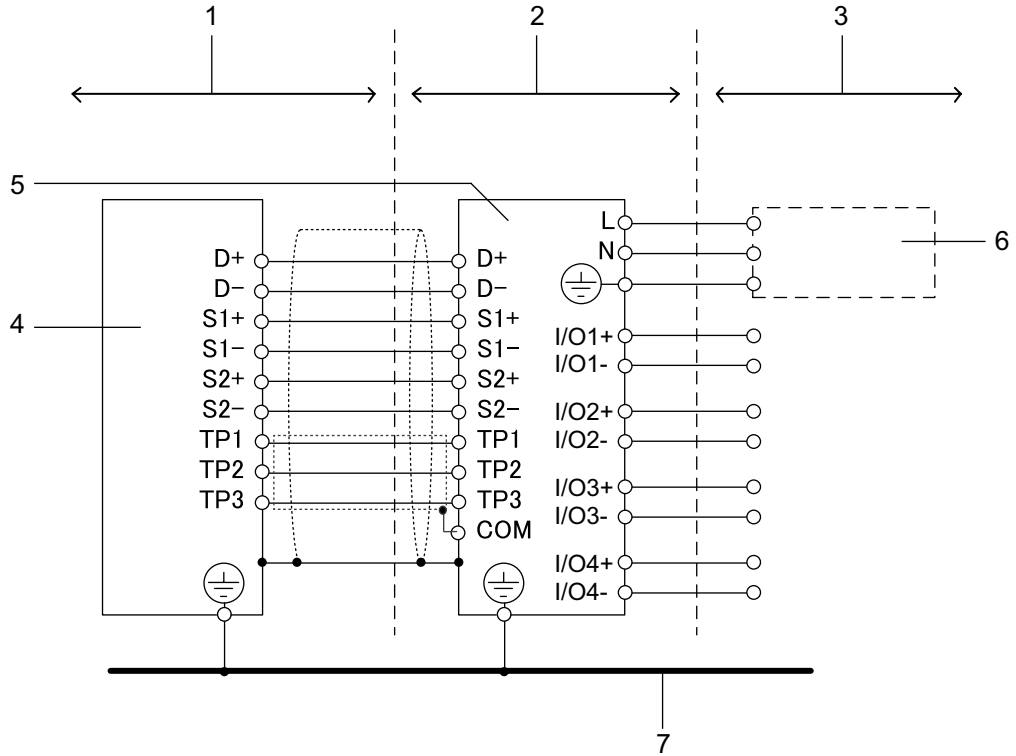 1
2
3
5
4
6
7
D+
D−
S1+
S1−
S2+
S2−
TP1
TP2
TP3
D+
D−
S1+
S1−
S2+
S2−
TP1
TP2
TP3
COM
L
N
I/O1+
I/O1-
I/O2+
I/O2-
I/O3+
I/O3-
I/O4+
I/O4-